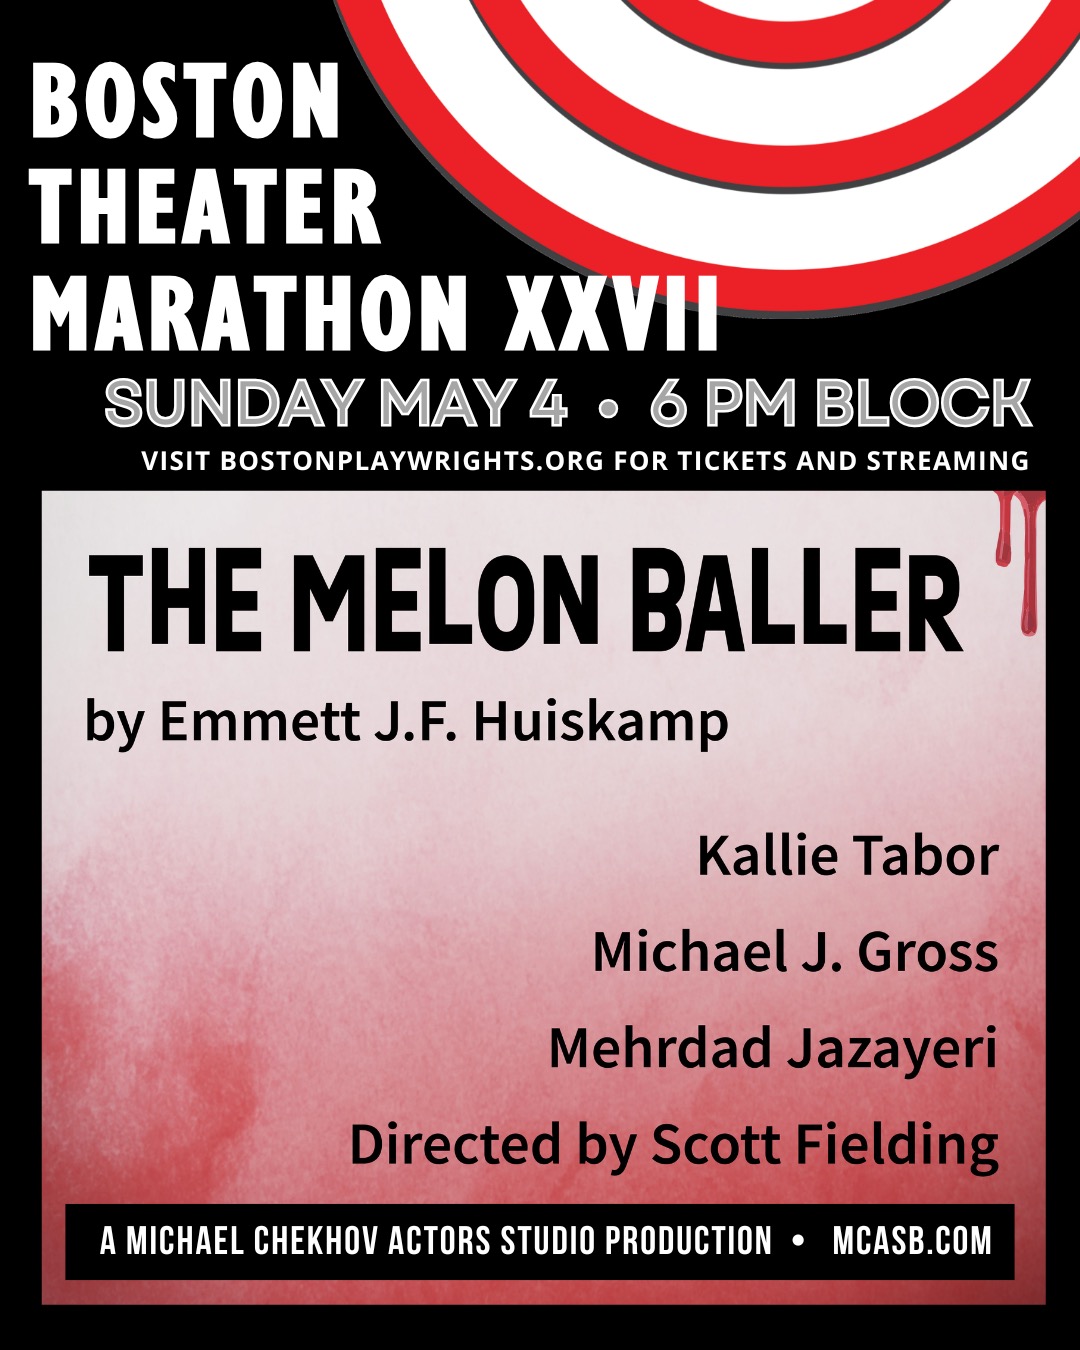 BOSTON
THEATER
MARATHON XXVII
SUNDAY MAY 4 • 6 PM BLOCK
VISIT BOSTONPLAYWRIGHTS.ORG FOR TICKETS AND STREAMING
THE MELON BALLER
by Emmett J.F. Huiskamp
Kallie Tabor
Michael J. Gross
Mehrdad Jazayeri
Directed by Scott Fielding
A MICHAEL CHEKHOV ACTORS STUDIO PRODUCTION • MCASB.COM